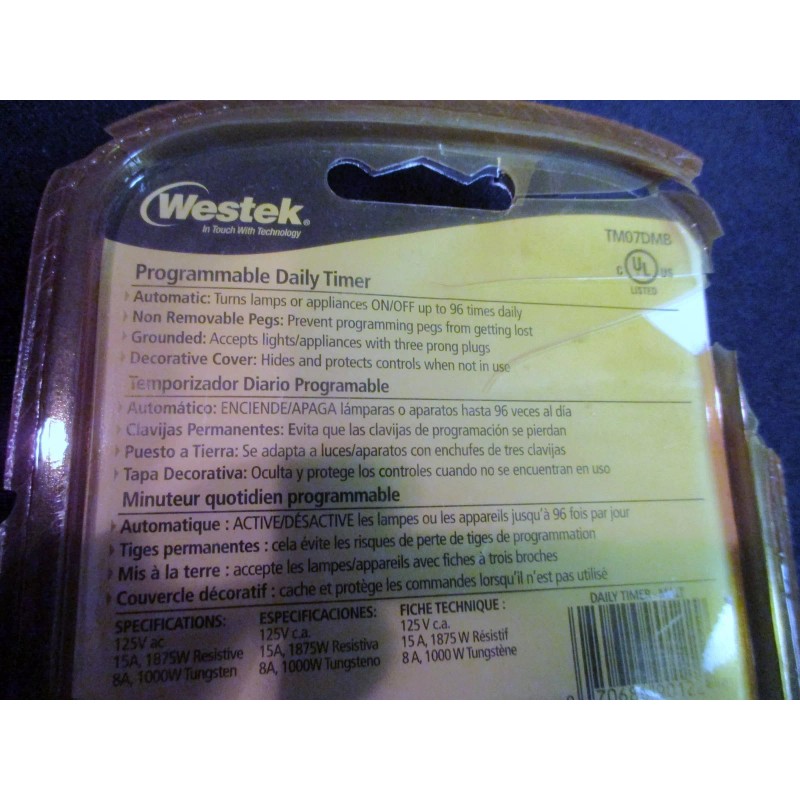 Westek®
In Touch With Technology
TM07DMB
C UL US
LISTED
Programmable Daily Timer
Automatic: Turns lamps or appliances ON/OFF up to 96 times daily
Non Removable Pegs: Prevent programming pegs from getting lost
Grounded: Accepts lights/appliances with three prong plugs
Decorative Cover: Hides and protects controls when not in use
Temporizador Diario Programable
Automático: ENCIENDE/APAGA lámparas o aparatos hasta 96 veces al día
Clavijas Permanentes: Evita que las clavijas de programación se pierdan
Puesto a Tierra: Se adapta a luces/aparatos con enchufes de tres clavijas
Tapa Decorativa: Oculta y protege los controles cuando no se encuentran en uso
Minuteur quotidien programmable
Automatique : ACTIVE/DÉSACTIVE les lampes ou les appareils jusqu'à 96 fois par jour
Tiges permanentes : cela évite les risques de perte de tiges de programmation
Mis à la terre : accepte les lampes/appareils avec fiches à trois broches
Couvercle décoratif : cache et protège les commandes lorsqu'il n'est pas utilisé
SPECIFICATIONS:
125V ac
15A, 1875W Resistive
8A, 1000W Tungsten
ESPECIFICACIONES:
125V c.a.
15A, 1875W Resistiva
8A, 1000W Tungsteno
FICHE TECHNIQUE :
125 V c.a.
15 A, 1875 W Résistif
8 A, 1000 W Tungstène
DAILY TIMER